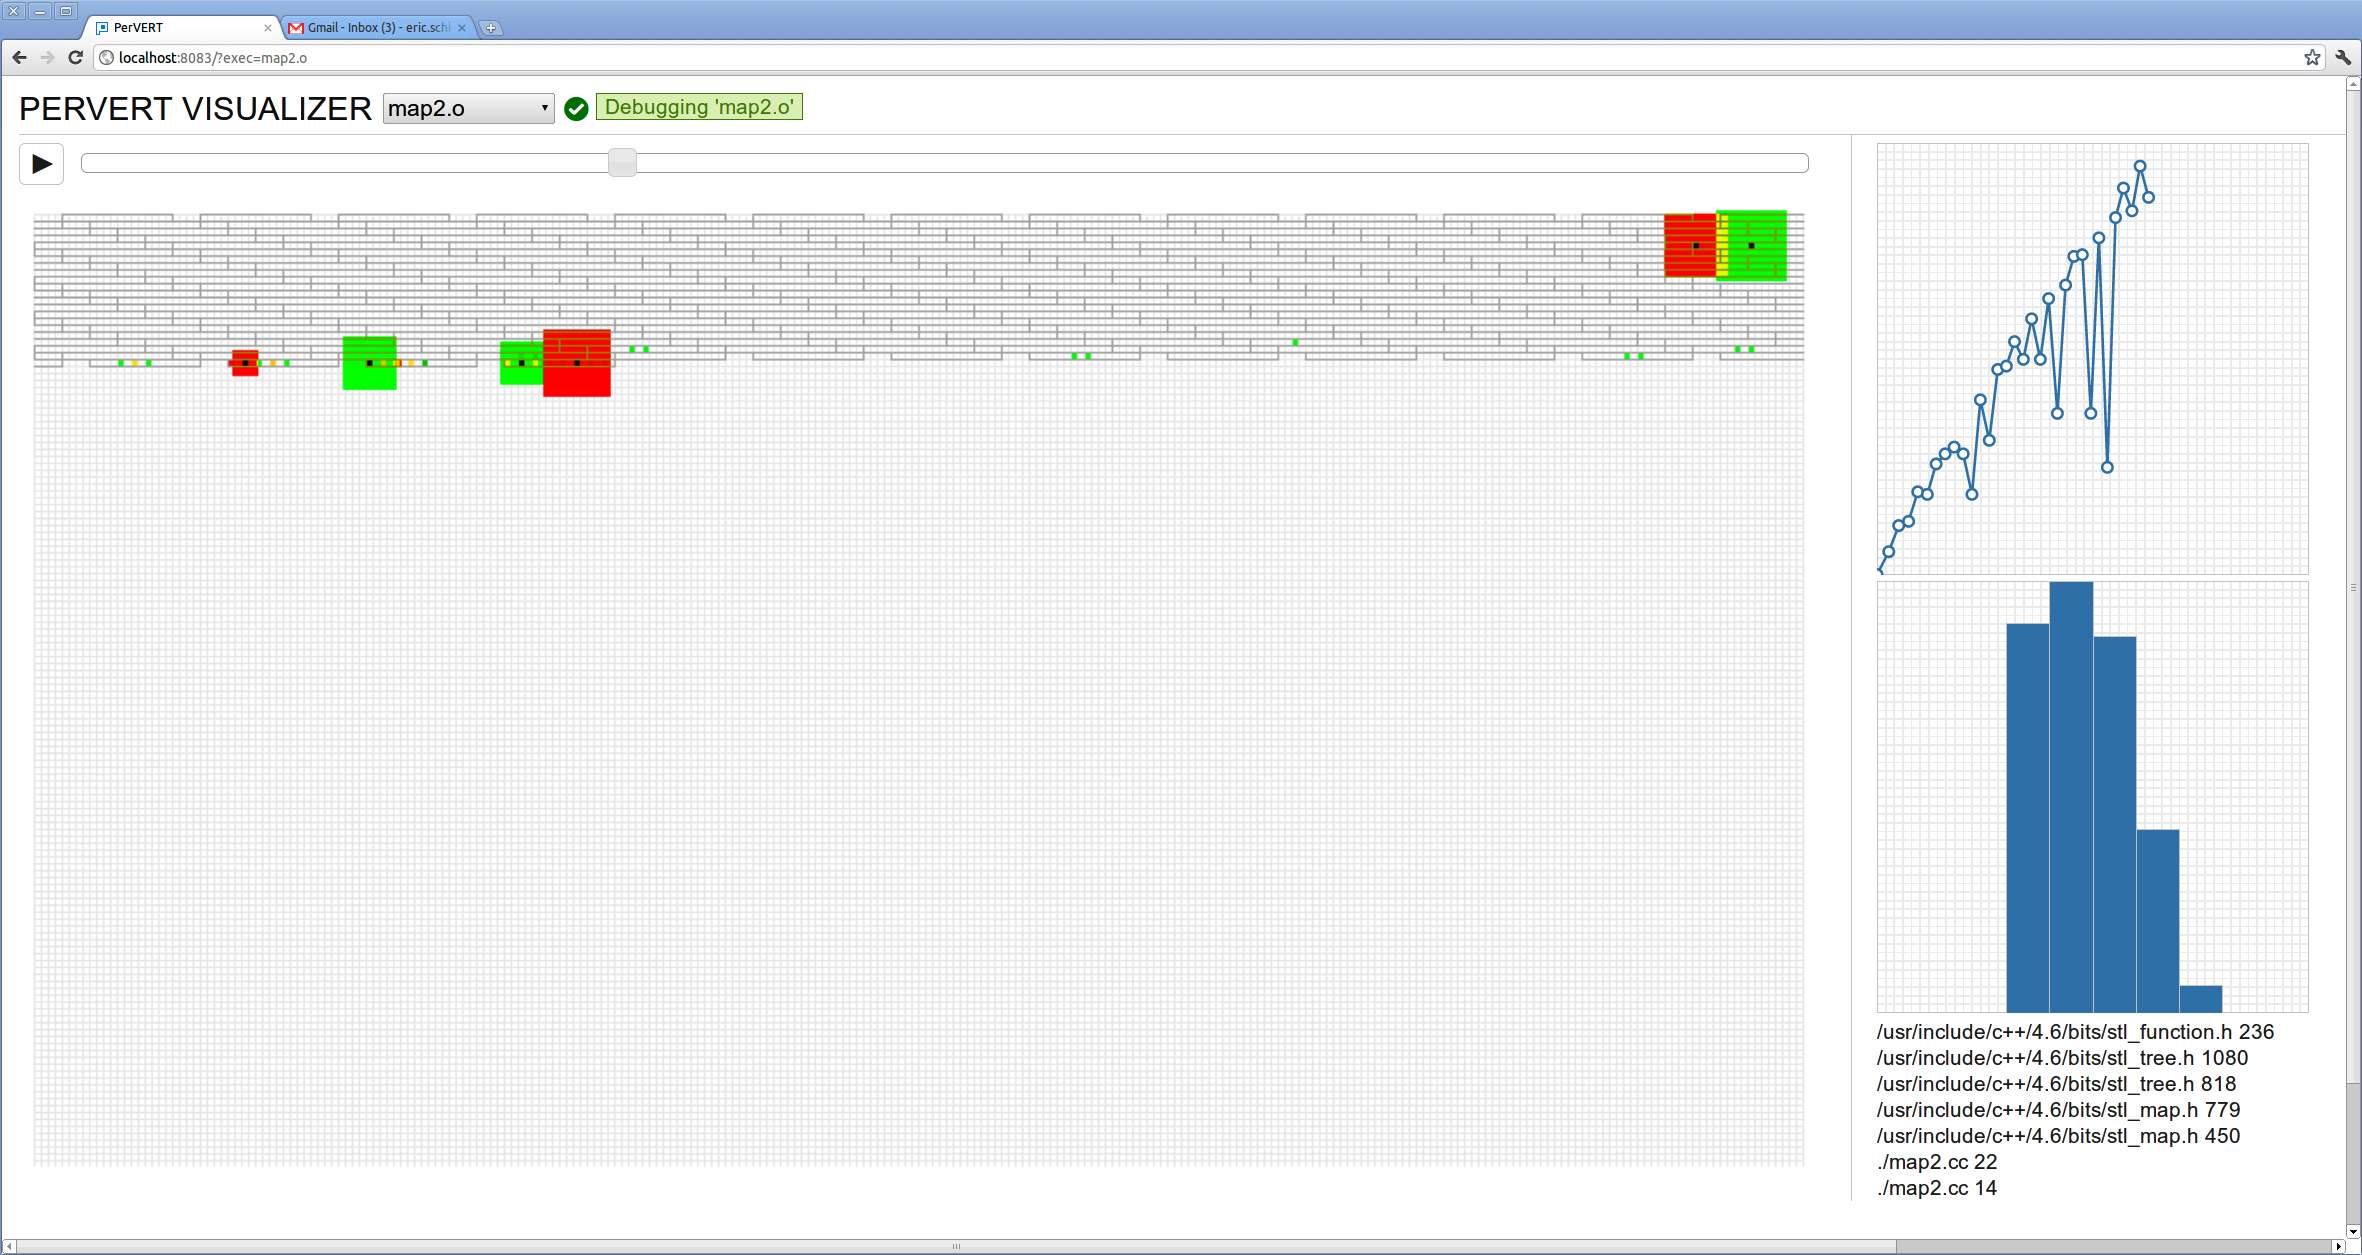 PerVERT
Gmail - Inbox (3) - eric.schl
localhost:8083/?exec=map2.o
PERVERT VISUALIZER
map2.o
Debugging 'map2.o'
/usr/include/c++/4.6/bits/stl_function.h 236
/usr/include/c++/4.6/bits/stl_tree.h 1080
/usr/include/c++/4.6/bits/stl_tree.h 818
/usr/include/c++/4.6/bits/stl_map.h 779
/usr/include/c++/4.6/bits/stl_map.h 450
./map2.cc 22
./map2.cc 14